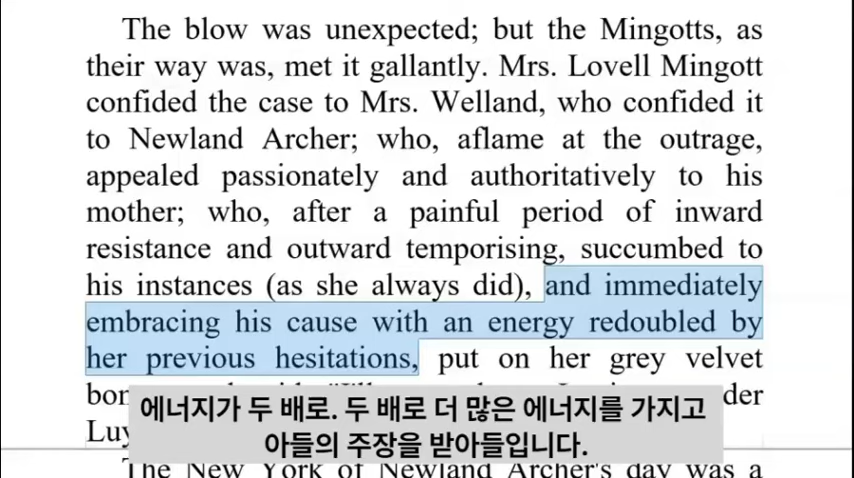 The blow was unexpected; but the Mingotts, as
their way was, met it gallantly. Mrs. Lovell Mingott
confided the case to Mrs. Welland, who confided it
to Newland Archer; who, aflame at the outrage,
appealed passionately and authoritatively to his
mother; who, after a painful period of inward
resistance and outward temporising, succumbed to
his instances (as she always did), and immediately
embracing his cause with an energy redoubled by
her previous hesitations, put on her grey velvet
에너지가 두 배로. 두 배로 더 많은 에너지를 가지고
아들의 주장을 받아들입니다.
The New York of Newland Archer's day was a